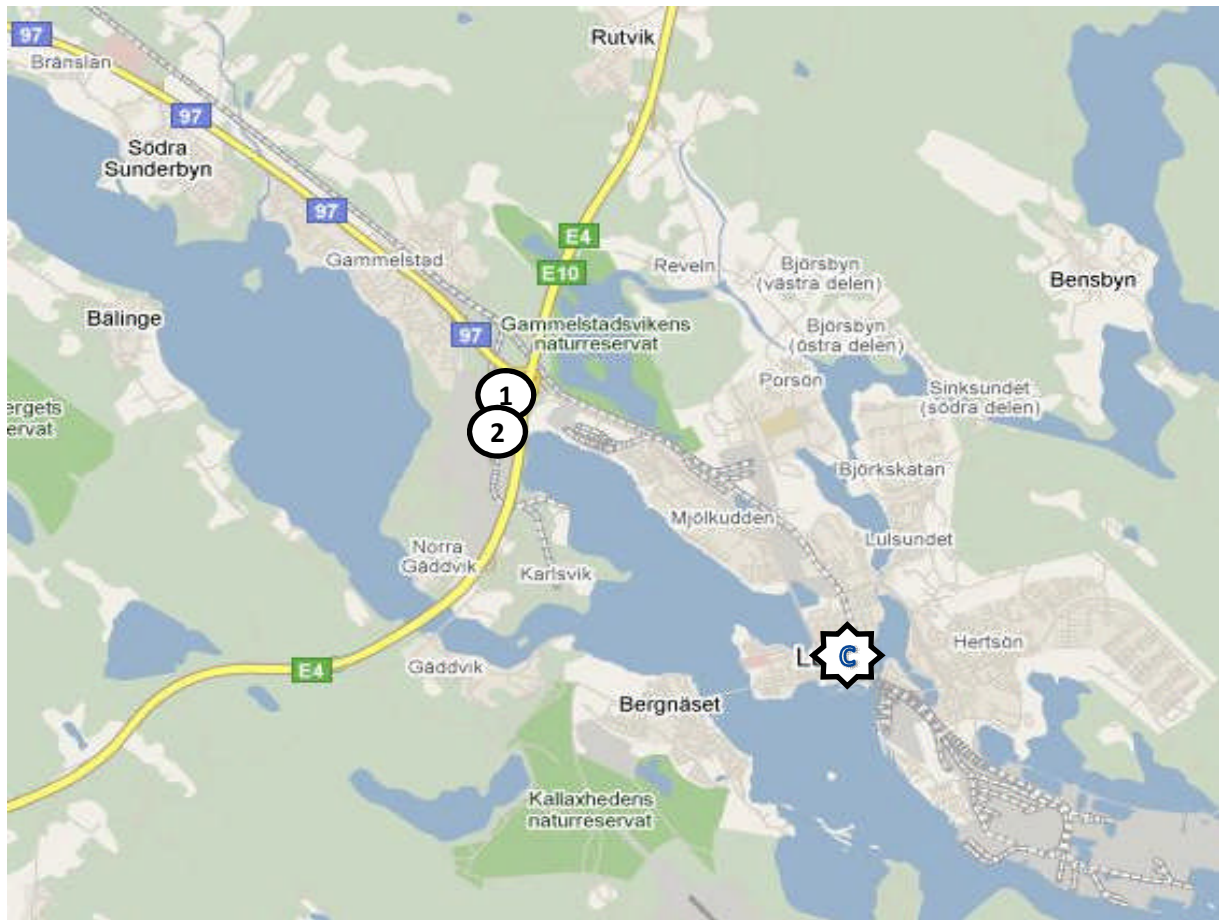 97
Rutvik
Brånslan
97
Södra
Sunderbyn
97
E4
Gammelstad
E10
Reveln
Björsbyn
(västra delen)
Bensbyn
Bälinge
97
Gammelstadsvikens
naturreservat
Björsbyn
(östra delen)
Porsön
Sinksundet
(södra delen)
1
ergets
ervat
2
Björkskatan
Mjölkudden
Lulsundet
Norra
Gäddvik
Karlsvik
Hertsön
L
C
E4
Gäddvik
Bergnäset
Kallaxhedens
naturreservat